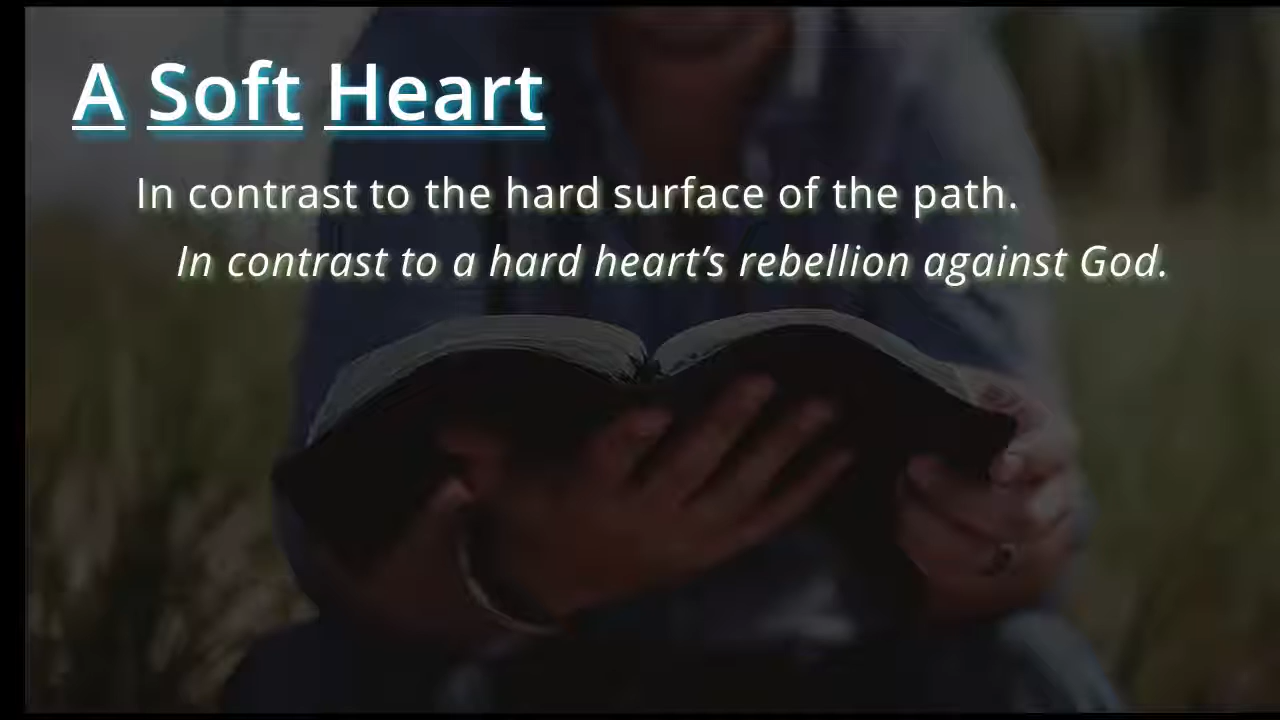 A Soft Heart
In contrast to the hard surface of the path.
In contrast to a hard heart’s rebellion against God.